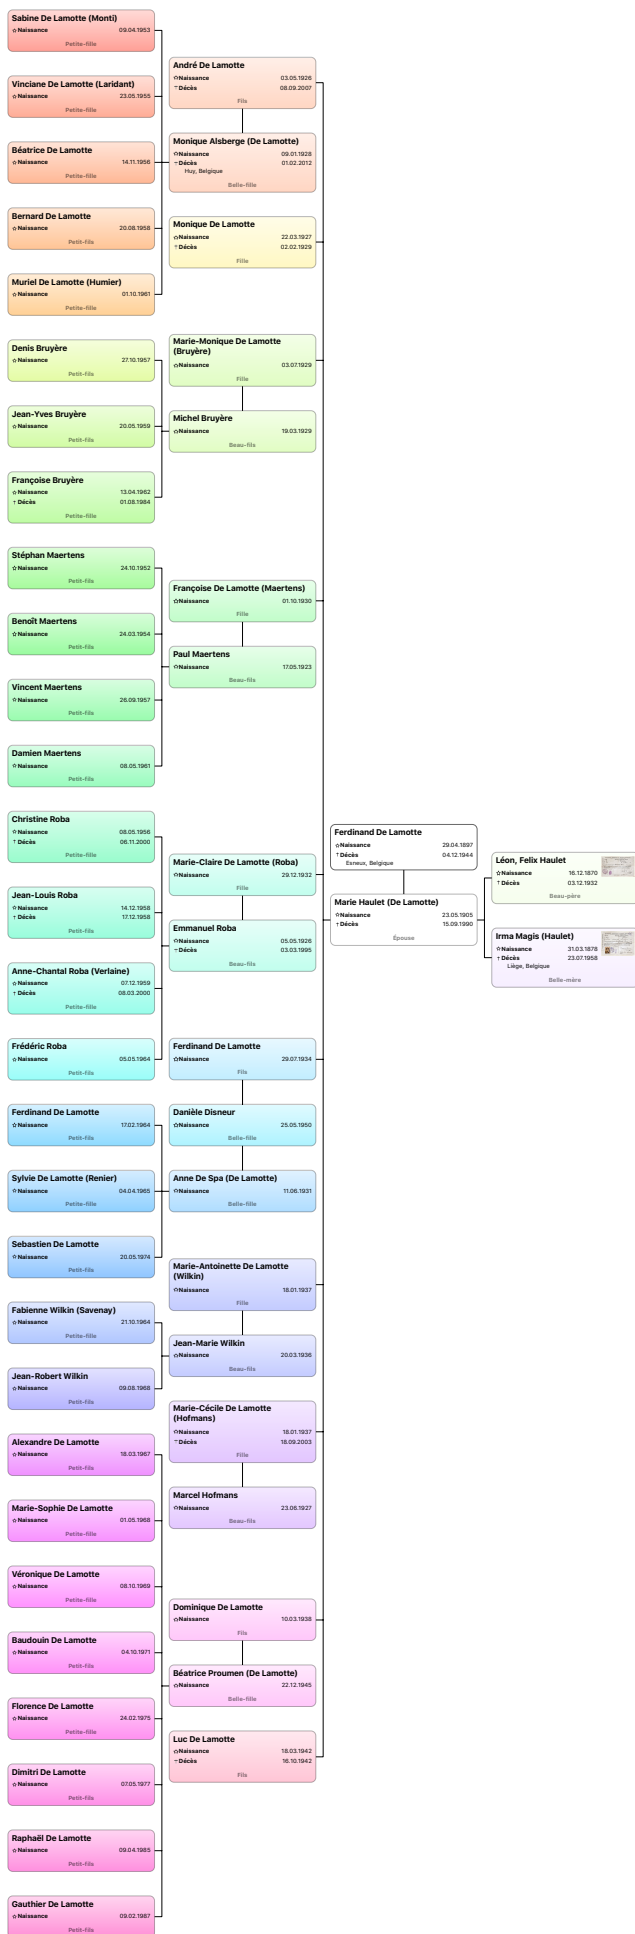 Sabine De Lamotte (Monti)
☆Naissance 09.04.1953
Petite-fille
Vinciane De Lamotte (Laridant)
☆Naissance 23.05.1955
Petite-fille
Béatrice De Lamotte
☆Naissance 14.11.1956
Petite-fille
Bernard De Lamotte
☆Naissance 20.08.1958
Petit-fils
Muriel De Lamotte (Humier)
☆Naissance 01.10.1961
Petite-fille
Denis Bruyère
☆Naissance 27.10.1957
Petit-fils
Jean-Yves Bruyère
☆Naissance 20.05.1959
Petit-fils
Françoise Bruyère
☆Naissance 13.04.1962
† Décès 01.08.1984
Petite-fille
Stéphan Maertens
☆Naissance 24.10.1952
Petit-fils
Benoît Maertens
☆Naissance 24.03.1954
Petit-fils
Vincent Maertens
☆Naissance 26.09.1957
Petit-fils
Damien Maertens
☆Naissance 08.05.1961
Petit-fils
Christine Roba
☆Naissance 08.05.1956
† Décès 06.11.2000
Petite-fille
Jean-Louis Roba
☆Naissance 14.12.1958
† Décès 17.12.1958
Petit-fils
Anne-Chantal Roba (Verlaine)
☆Naissance 07.12.1959
† Décès 08.03.2000
Petite-fille
Frédéric Roba
☆Naissance 05.05.1964
Petit-fils
Ferdinand De Lamotte
☆Naissance 17.02.1964
Petit-fils
Sylvie De Lamotte (Renier)
☆Naissance 04.04.1965
Petite-fille
Sebastien De Lamotte
☆Naissance 20.05.1974
Petit-fils
Fabienne Wilkin (Savenay)
☆Naissance 21.10.1964
Petite-fille
Jean-Robert Wilkin
☆Naissance 09.08.1968
Petit-fils
Alexandre De Lamotte
☆Naissance 18.03.1967
Petit-fils
Marie-Sophie De Lamotte
☆Naissance 01.05.1968
Petite-fille
Véronique De Lamotte
☆Naissance 08.10.1969
Petite-fille
Baudouin De Lamotte
☆Naissance 04.10.1971
Petit-fils
Florence De Lamotte
☆Naissance 24.02.1975
Petite-fille
Dimitri De Lamotte
☆Naissance 07.05.1977
Petit-fils
Raphaël De Lamotte
☆Naissance 09.04.1985
Petit-fils
Gauthier De Lamotte
☆Naissance 09.02.1987
Petit-fils
André De Lamotte
☆Naissance 03.05.1926
† Décès 08.09.2007
Fils
Monique Alsberge (De Lamotte)
☆Naissance 09.01.1928
† Décès 01.02.2012
Huy, Belgique
Belle-fille
Monique De Lamotte
☆Naissance 22.03.1927
† Décès 02.02.1929
Fille
Marie-Monique De Lamotte
(Bruyère)
☆Naissance 03.07.1929
Fille
Michel Bruyère
☆Naissance 19.03.1929
Beau-fils
Françoise De Lamotte (Maertens)
☆Naissance 01.10.1930
Fille
Paul Maertens
☆Naissance 17.05.1923
Beau-fils
Marie-Claire De Lamotte (Roba)
☆Naissance 29.12.1932
Fille
Emmanuel Roba
☆Naissance 05.05.1926
† Décès 03.03.1995
Beau-fils
Ferdinand De Lamotte
☆Naissance 29.07.1934
Fils
Danièle Disneur
☆Naissance 25.05.1950
Belle-fille
Anne De Spa (De Lamotte)
☆Naissance 11.06.1931
Belle-fille
Marie-Antoinette De Lamotte
(Wilkin)
☆Naissance 18.01.1937
Fille
Jean-Marie Wilkin
☆Naissance 20.03.1936
Beau-fils
Marie-Cécile De Lamotte
(Hofmans)
☆Naissance 18.01.1937
† Décès 18.09.2003
Fille
Marcel Hofmans
☆Naissance 23.06.1927
Beau-fils
Dominique De Lamotte
☆Naissance 10.03.1938
Fils
Béatrice Proumen (De Lamotte)
☆Naissance 22.12.1945
Belle-fille
Luc De Lamotte
☆Naissance 18.03.1942
† Décès 16.10.1942
Fils
Ferdinand De Lamotte
☆Naissance 29.04.1897
† Décès 04.12.1944
Esneux, Belgique
Marie Haulet (De Lamotte)
☆Naissance 23.05.1905
† Décès 15.09.1990
Épouse
Léon, Felix Haulet
☆Naissance 16.12.1870
† Décès 03.12.1932
Beau-père
Irma Magis (Haulet)
☆Naissance 31.03.1878
† Décès 23.07.1958
Liège, Belgique
Belle-mère